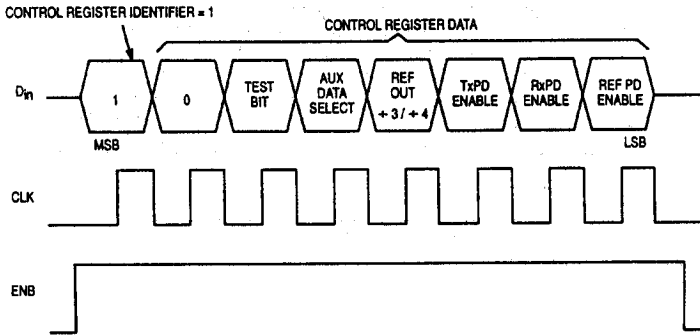 CONTROL REGISTER IDENTIFIER = 1
CONTROL REGISTER DATA
Din
1
0
TEST
BIT
AUX
DATA
SELECT
REF
OUT
÷ 3 / ÷ 4
TxPD
ENABLE
RxPD
ENABLE
REF PD
ENABLE
MSB
LSB
CLK
ENB